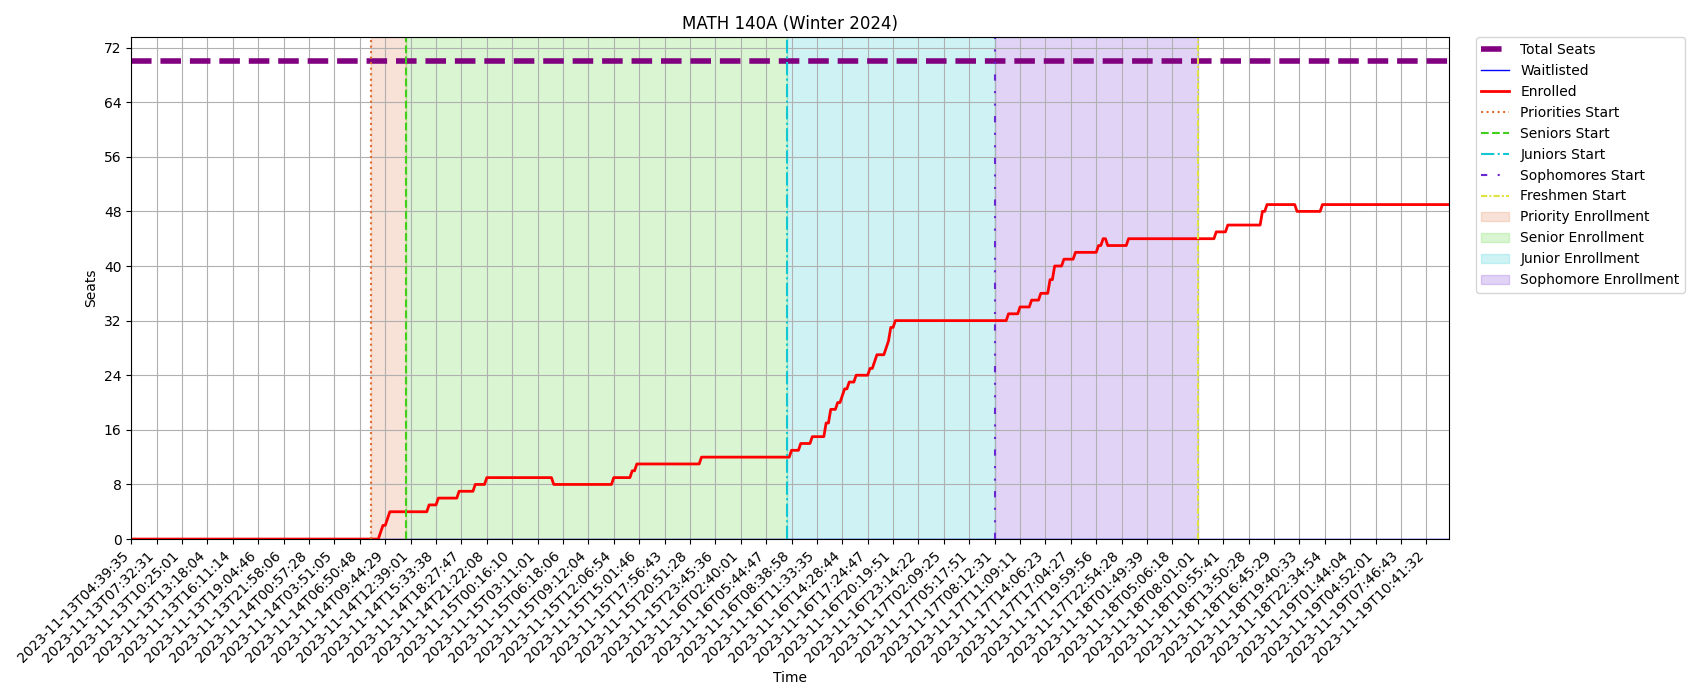 MATH 140A (Winter 2024)
72
64
56
48
40
32
24
16
8
0
Seats
2023-11-13T04:39:35
2023-11-13T07:32:31
2023-11-13T10:25:01
2023-11-13T13:18:04
2023-11-13T16:11:14
2023-11-13T19:04:46
2023-11-13T21:58:06
2023-11-14T00:57:28
2023-11-14T03:51:05
2023-11-14T06:50:48
2023-11-14T09:44:29
2023-11-14T12:39:01
2023-11-14T15:33:38
2023-11-14T18:27:47
2023-11-14T21:22:08
2023-11-15T00:16:10
2023-11-15T03:11:01
2023-11-15T06:18:06
2023-11-15T09:12:04
2023-11-15T12:06:54
2023-11-15T15:01:46
2023-11-15T17:56:43
2023-11-15T20:51:28
2023-11-15T23:45:36
2023-11-16T02:40:01
2023-11-16T05:44:47
2023-11-16T08:38:58
2023-11-16T11:33:35
2023-11-16T14:28:44
2023-11-16T17:24:47
2023-11-16T20:19:51
2023-11-16T23:14:22
2023-11-17T02:09:25
2023-11-17T05:17:51
2023-11-17T08:12:31
2023-11-17T11:09:11
2023-11-17T14:06:23
2023-11-17T17:04:27
2023-11-17T19:59:56
2023-11-17T22:54:28
2023-11-18T01:49:39
2023-11-18T05:06:18
2023-11-18T08:01:01
2023-11-18T10:55:41
2023-11-18T13:50:28
2023-11-18T16:45:29
2023-11-18T19:40:33
2023-11-18T22:34:54
2023-11-19T01:44:04
2023-11-19T04:52:01
2023-11-19T07:46:43
2023-11-19T10:41:32
Time
Total Seats
Waitlisted
Enrolled
Priorities Start
Seniors Start
Juniors Start
Sophomores Start
Freshmen Start
Priority Enrollment
Senior Enrollment
Junior Enrollment
Sophomore Enrollment